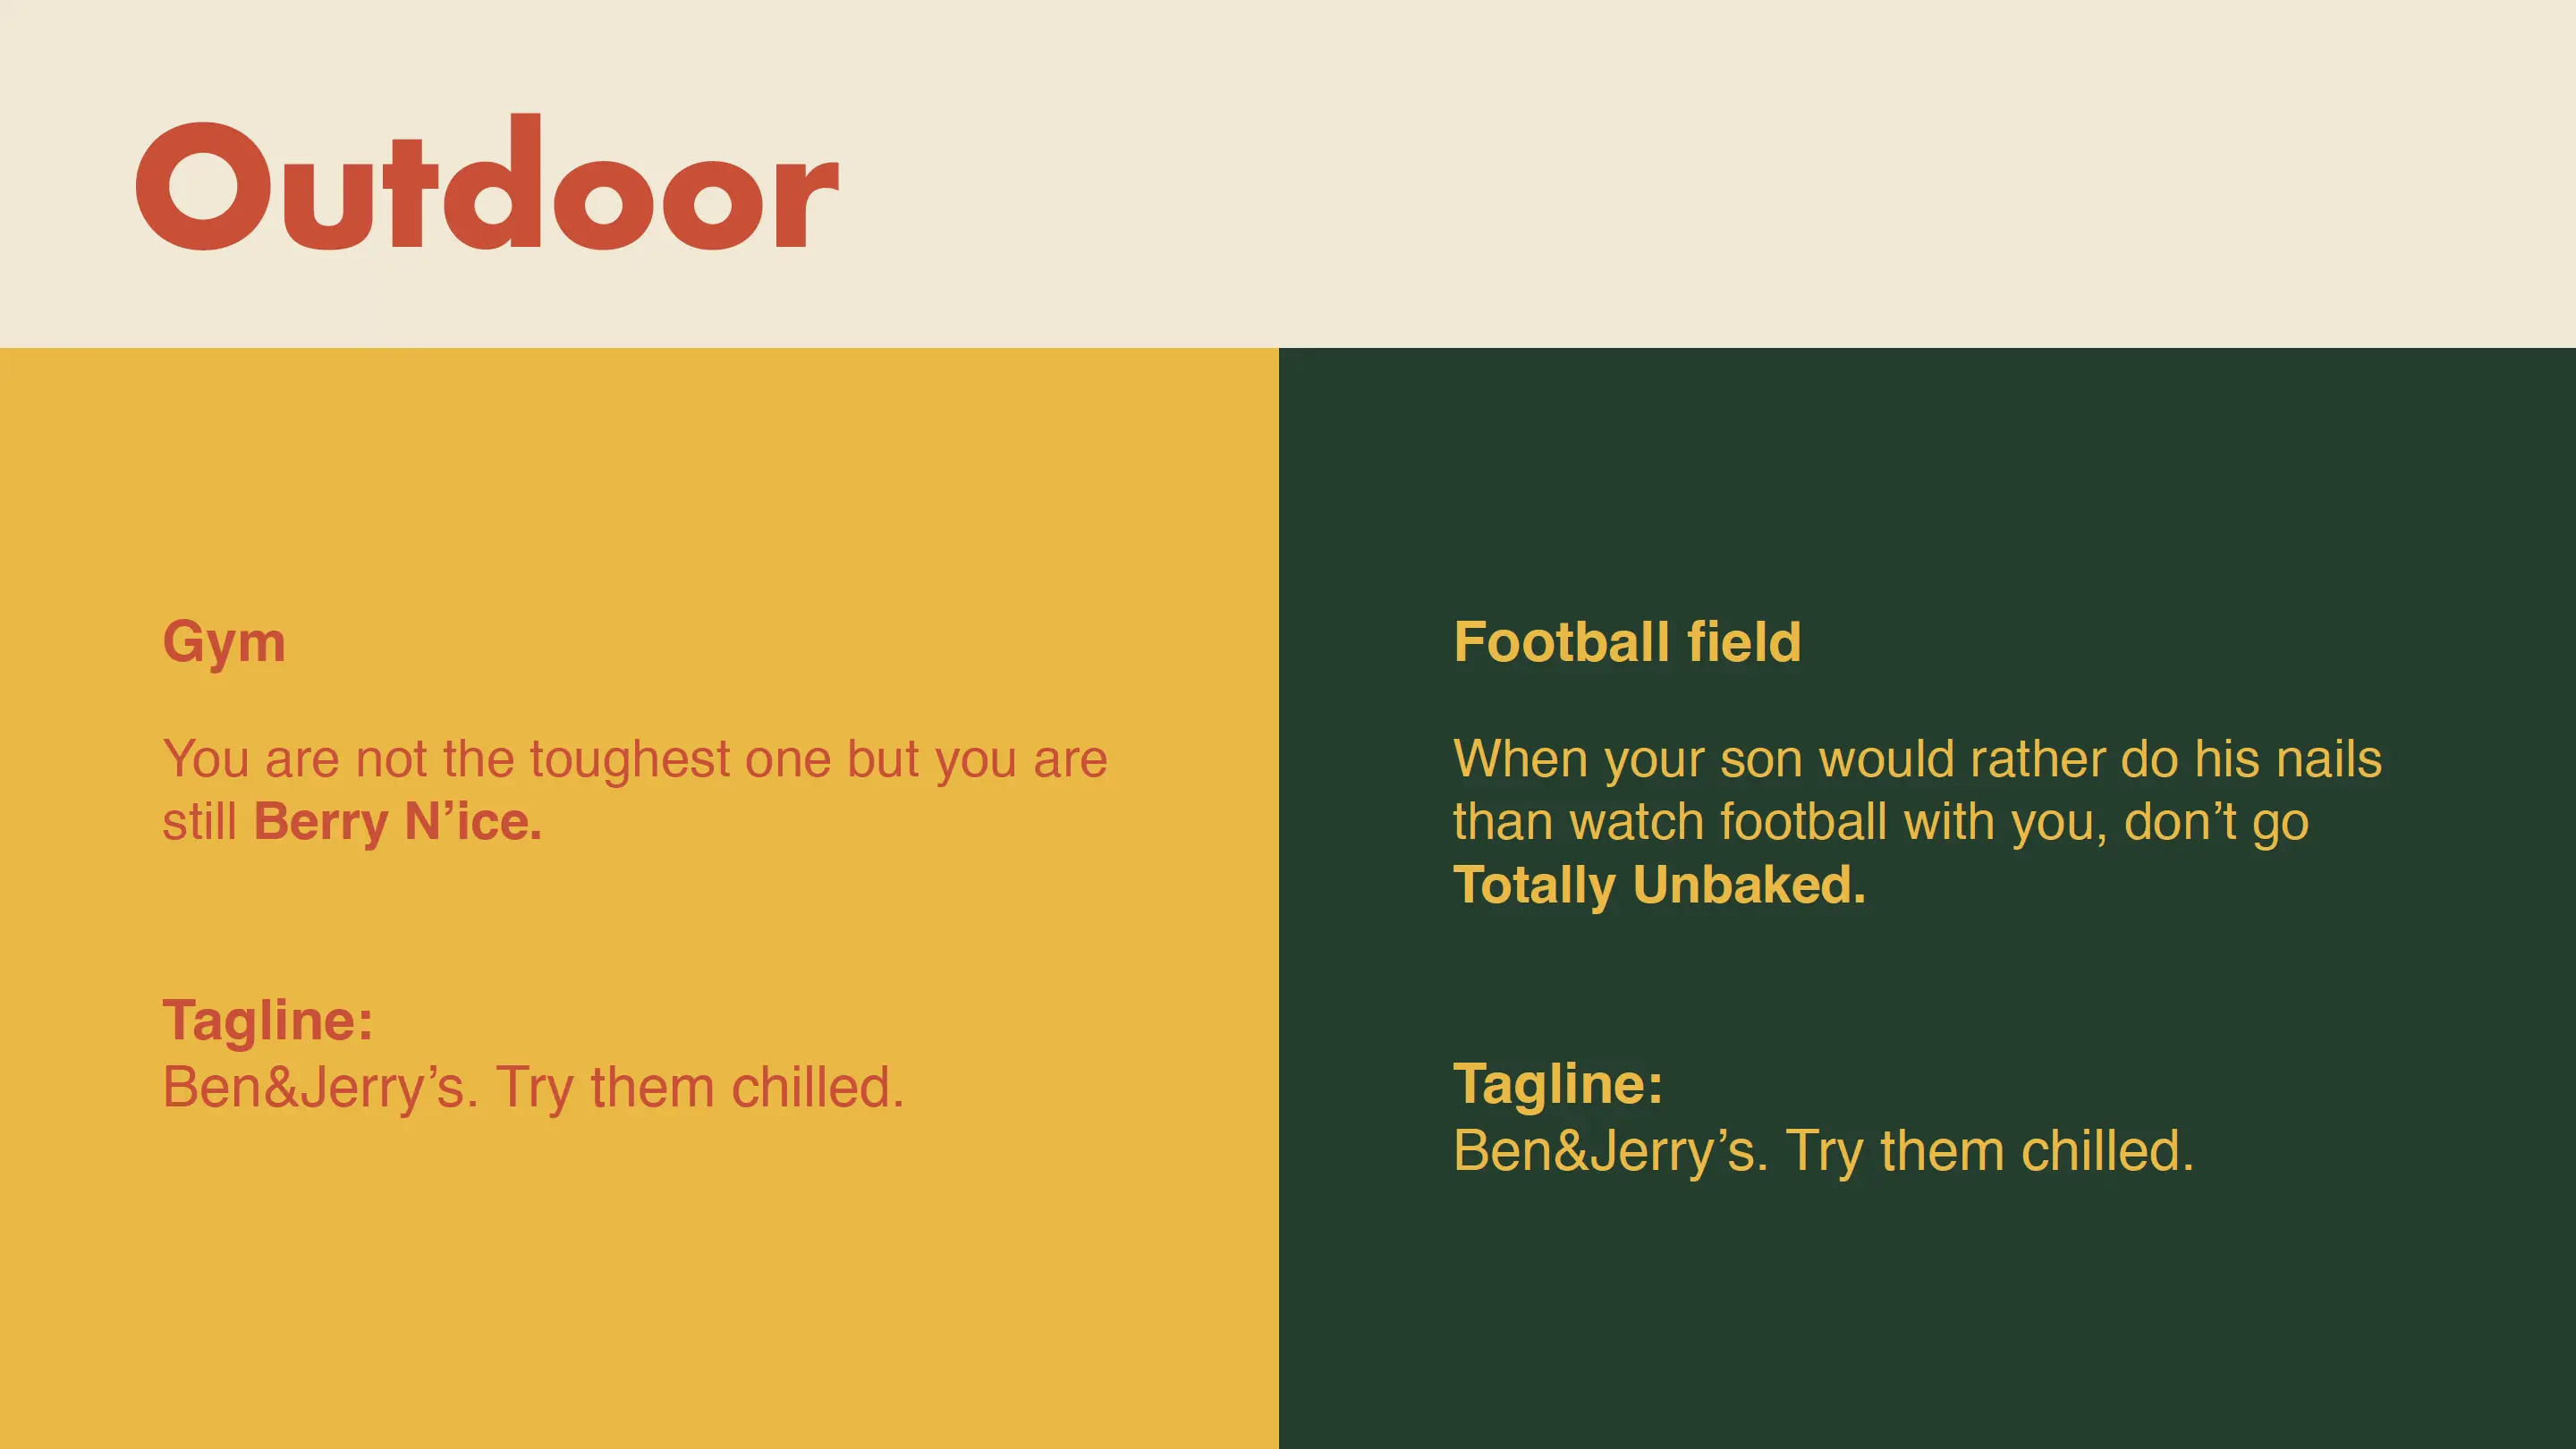 Outdoor
Gym
You are not the toughest one but you are
still Berry N’ice.
Tagline:
Ben&Jerry’s. Try them chilled.
Football field
When your son would rather do his nails
than watch football with you, don’t go
Totally Unbaked.
Tagline:
Ben&Jerry’s. Try them chilled.